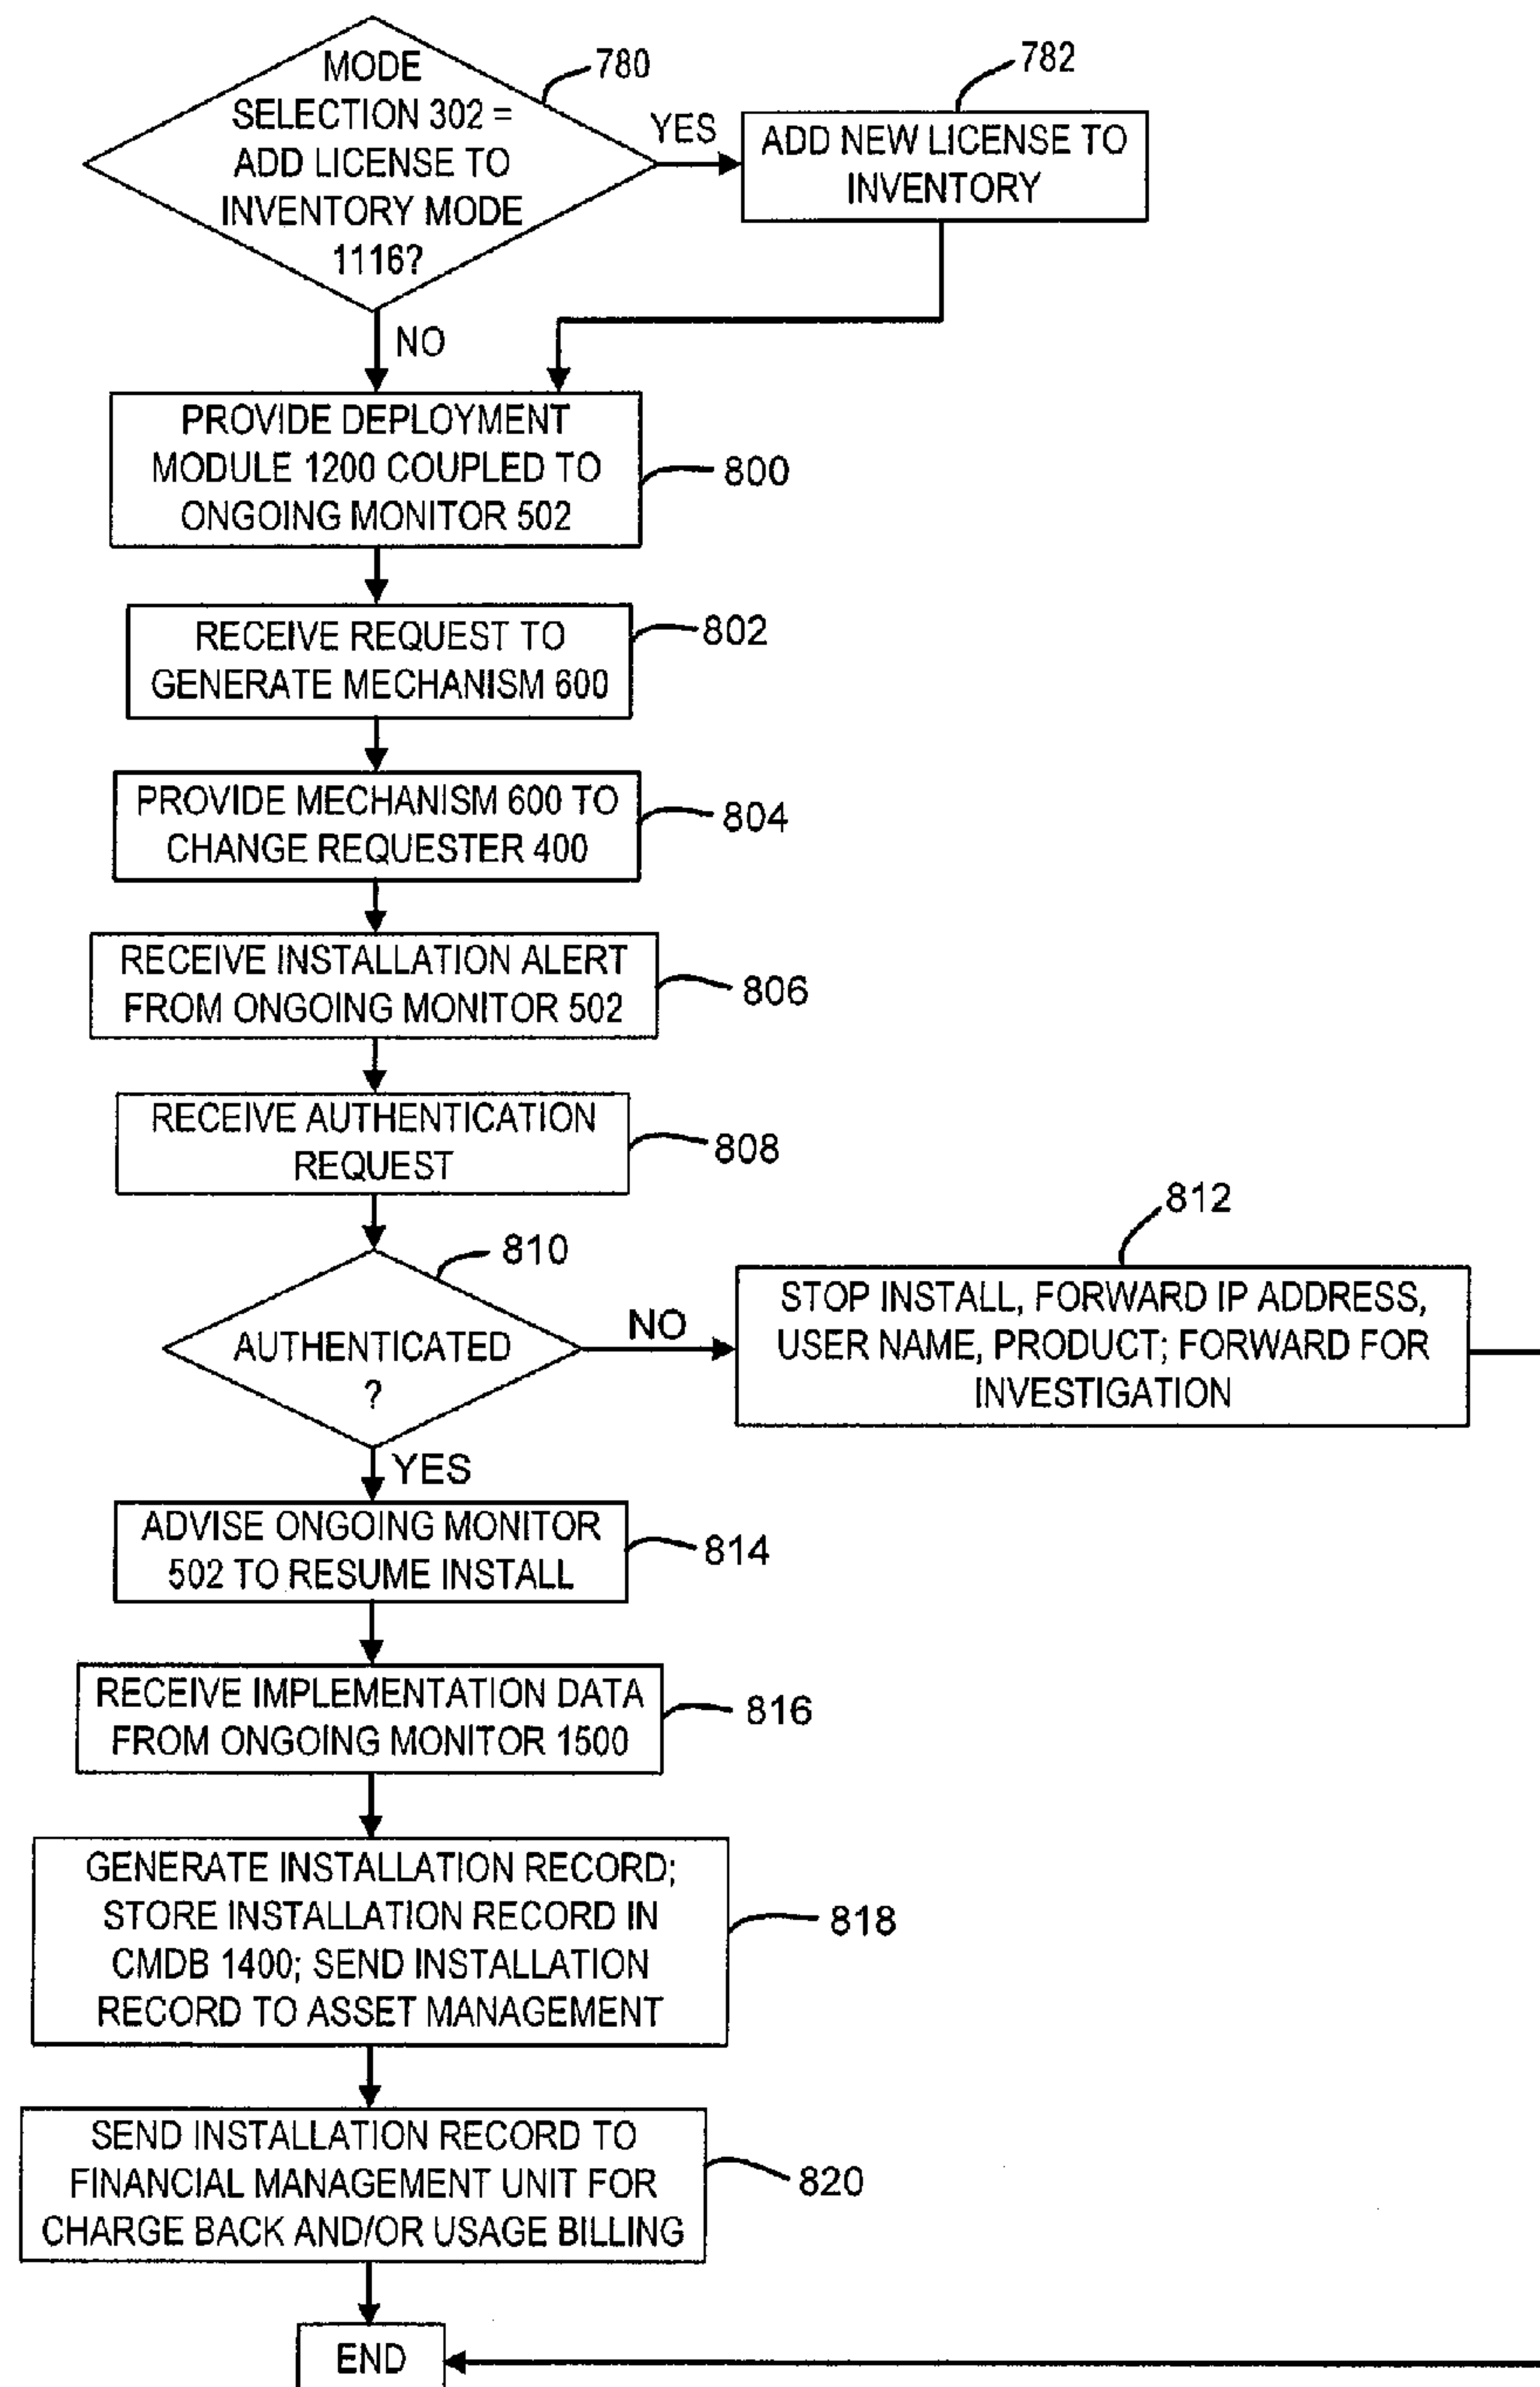 MODE
SELECTION 302 =
ADD LICENSE TO
INVENTORY MODE
1116?
780
YES
782
ADD NEW LICENSE TO
INVENTORY
NO
PROVIDE DEPLOYMENT
MODULE 1200 COUPLED TO
ONGOING MONITOR 502
800
RECEIVE REQUEST TO
GENERATE MECHANISM 600
802
PROVIDE MECHANISM 600 TO
CHANGE REQUESTER 400
804
RECEIVE INSTALLATION ALERT
FROM ONGOING MONITOR 502
806
RECEIVE AUTHENTICATION
REQUEST
808
AUTHENTICATED
?
810
NO
812
STOP INSTALL, FORWARD IP ADDRESS,
USER NAME, PRODUCT; FORWARD FOR
INVESTIGATION
YES
ADVISE ONGOING MONITOR
502 TO RESUME INSTALL
814
RECEIVE IMPLEMENTATION DATA
FROM ONGOING MONITOR 1500
816
GENERATE INSTALLATION RECORD;
STORE INSTALLATION RECORD IN
CMDB 1400; SEND INSTALLATION
RECORD TO ASSET MANAGEMENT
818
SEND INSTALLATION RECORD TO
FINANCIAL MANAGEMENT UNIT FOR
CHARGE BACK AND/OR USAGE BILLING
820
END